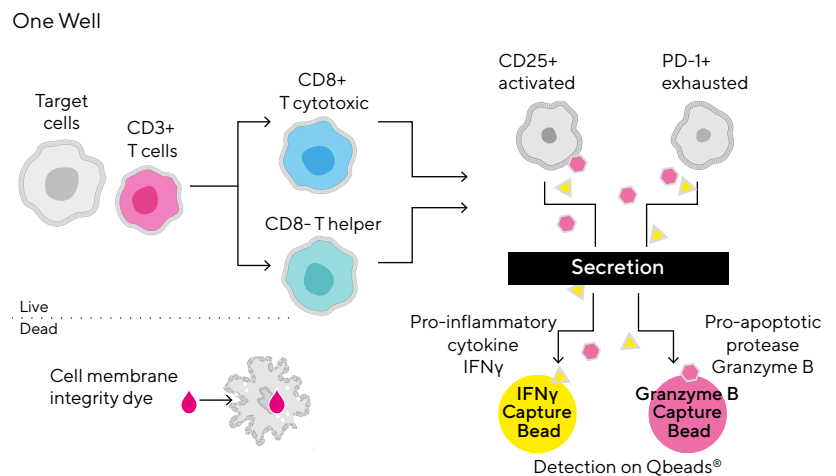 One Well
Target
cells
CD3+
T cells
CD8+
T cytotoxic
CD8- T helper
CD25+
activated
PD-1+
exhausted
Secretion
Live
Dead
Cell membrane
integrity dye
Pro-inflammatory
cytokine
IFNγ
Pro-apoptotic
protease
Granzyme B
IFNγ
Capture
Bead
Granzyme B
Capture
Bead
Detection on Qbeads®